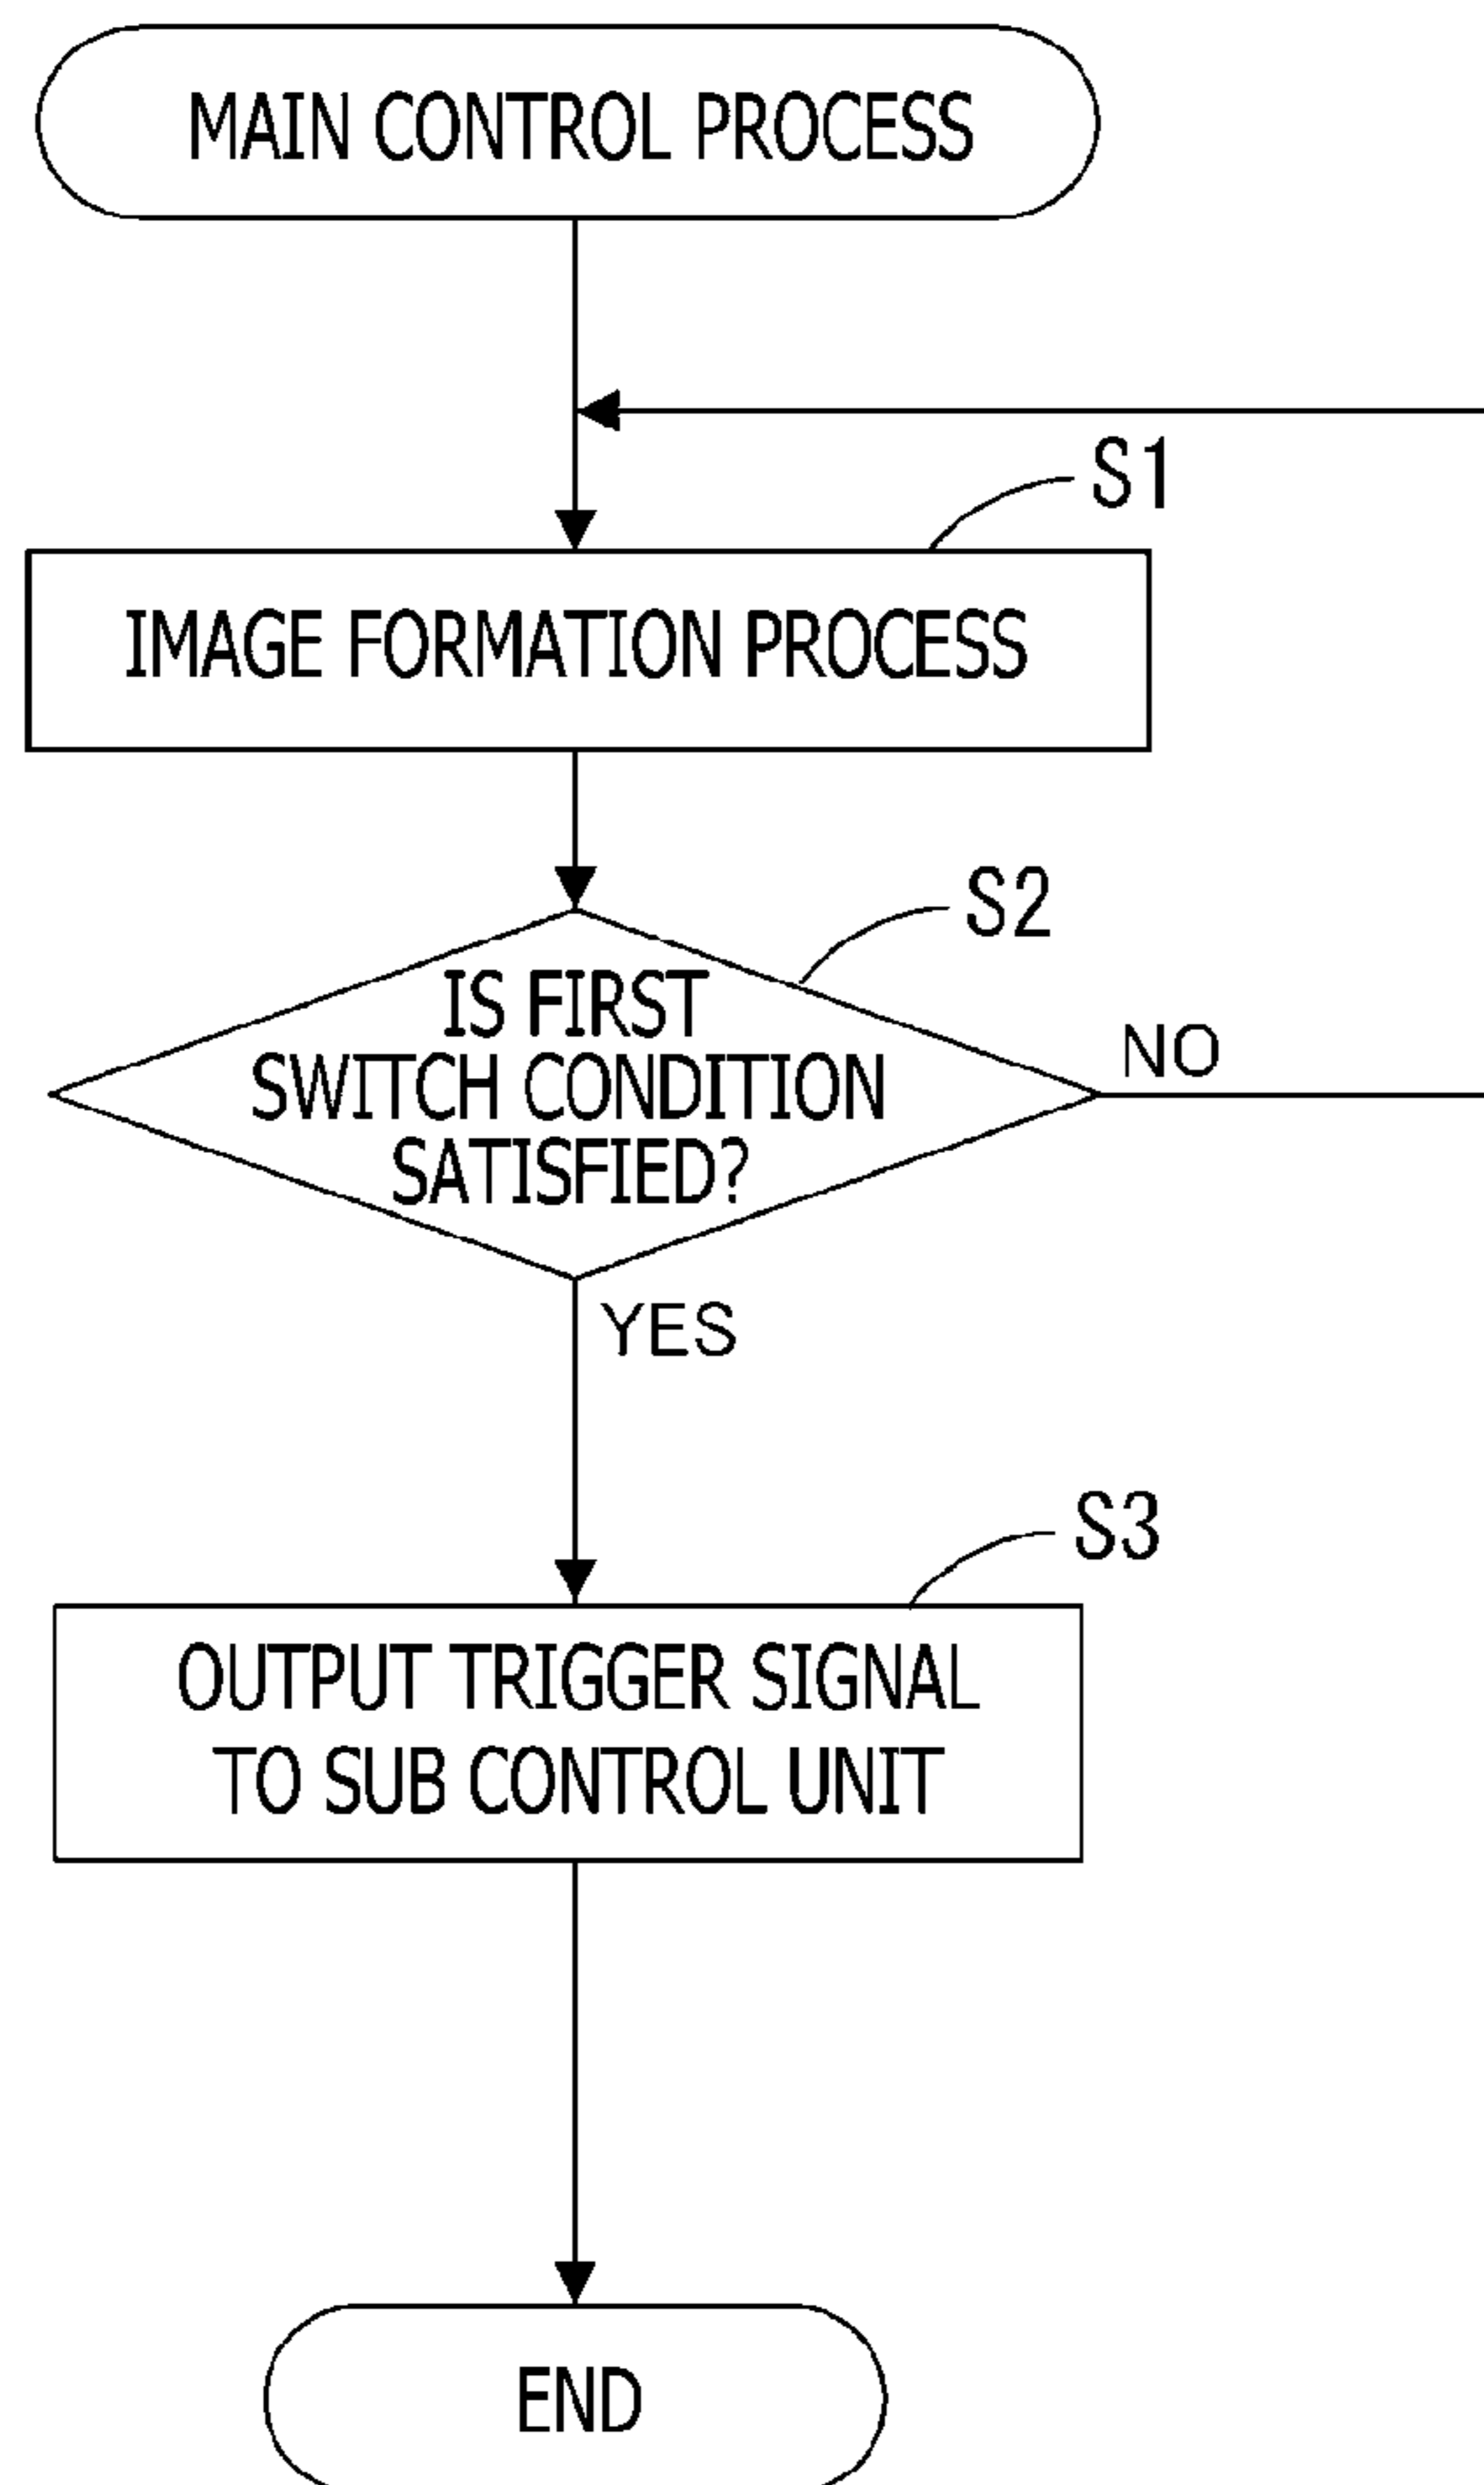 MAIN CONTROL PROCESS
S1
IMAGE FORMATION PROCESS
S2
IS FIRST
SWITCH CONDITION
SATISFIED?
NO
YES
S3
OUTPUT TRIGGER SIGNAL
TO SUB CONTROL UNIT
END